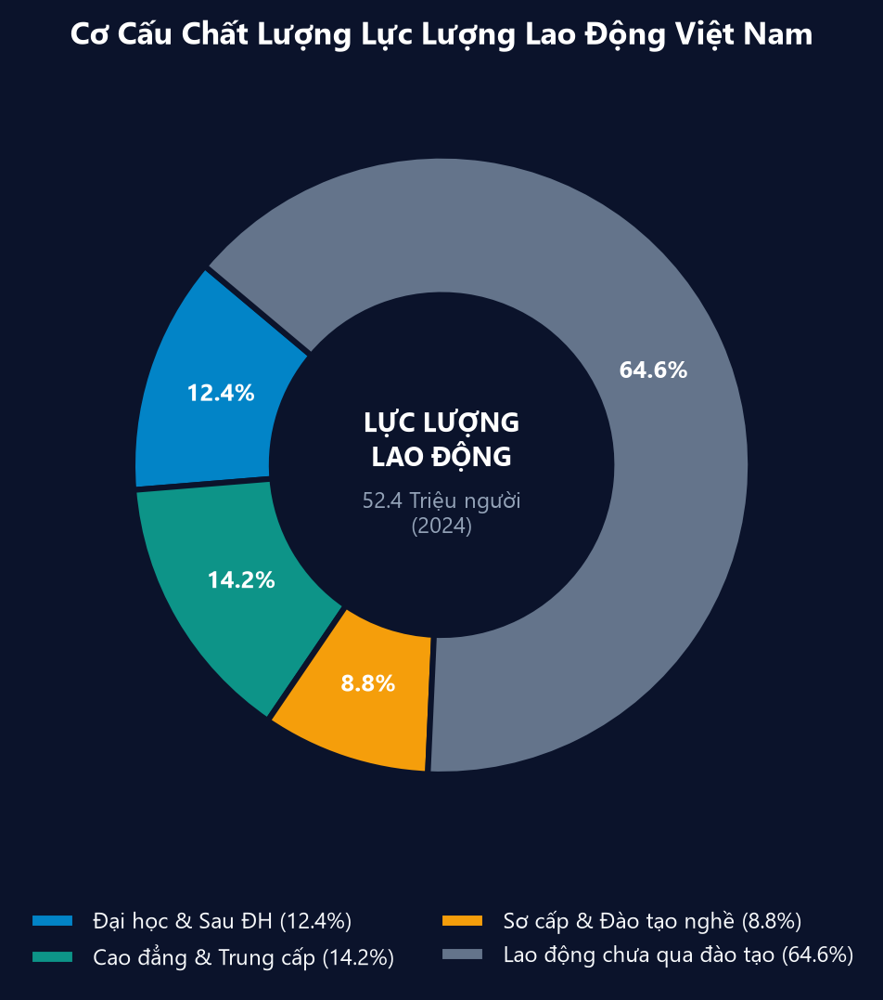 Cơ Cấu Chất Lượng Lực Lượng Lao Động Việt Nam
64.6%
12.4%
LỰC LƯỢNG
LAO ĐỘNG
52.4 Triệu người
(2024)
14.2%
8.8%
Đại học & Sau ĐH (12.4%)
Cao đẳng & Trung cấp (14.2%)
Sơ cấp & Đào tạo nghề (8.8%)
Lao động chưa qua đào tạo (64.6%)